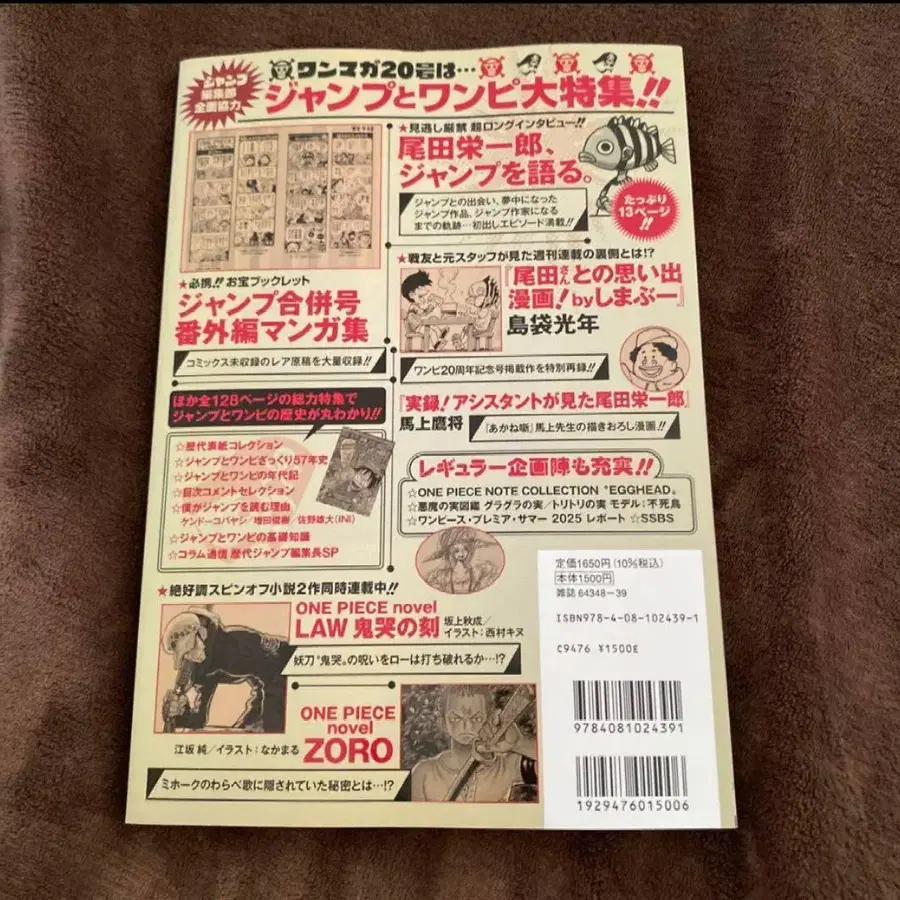 ワンマガ20号は…
ジャンプ
編集部
全面協力
ジャンプとワンピ大特集!!
★見逃し厳禁 超ロングインタビュー!!
尾田栄一郎、
ジャンプを語る。
ジャンプとの出会い、夢中になった
ジャンプ作品、ジャンプ作家になる
までの軌跡…初出しエピソード満載!!
たっぷり
13ページ
!!
★必携!! お宝ブックレット
ジャンプ合併号
番外編マンガ集
コミックス未収録のレア原稿を大量収録!!
★戦友と元スタッフが見た週刊連載の裏側とは!?
『尾田さんとの思い出
漫画!byしまぶー』
島袋光年
ワンピ20周年記念号掲載作を特別再録!!
『実録!アシスタントが見た尾田栄一郎』
馬上鷹将
『あかね噺』馬上先生の描きおろし漫画!!
ほか全128ページの総力特集で
ジャンプとワンピの歴史が丸わかり!!
☆歴代表紙コレクション
☆ジャンプとワンピざっくり57年史
☆ジャンプとワンピの年代記
☆目次コメントセレクション
☆僕がジャンプを読む理由
ケンドーコバヤシ/増田俊樹/佐野雄大(INI)
☆ジャンプとワンピの基礎知識
☆コラム通信 歴代ジャンプ編集長SP
レギュラー企画陣も充実!!
☆ONE PIECE NOTE COLLECTION "EGGHEAD"
☆悪魔の実図鑑 グラグラの実/トリトリの実 モデル:不死鳥
☆ワンピース・プレミア・サマー 2025 レポート ☆SSBS
★絶好調スピンオフ小説2作同時連載中!!
ONE PIECE novel
LAW 鬼哭の刻
坂上秋成/
イラスト:西村キヌ
妖刀"鬼哭"の呪いをローは打ち破れるか…!?
ONE PIECE
novel
ZORO
江坂 純/イラスト:なかまる
ミホークのわらべ歌に隠されていた秘密とは…!?
定価1650円(10%税込)
本体1500円
雑誌 64348-39
ISBN978-4-08-102439-1
C9476 ¥1500E
9784081024391
1929476015006